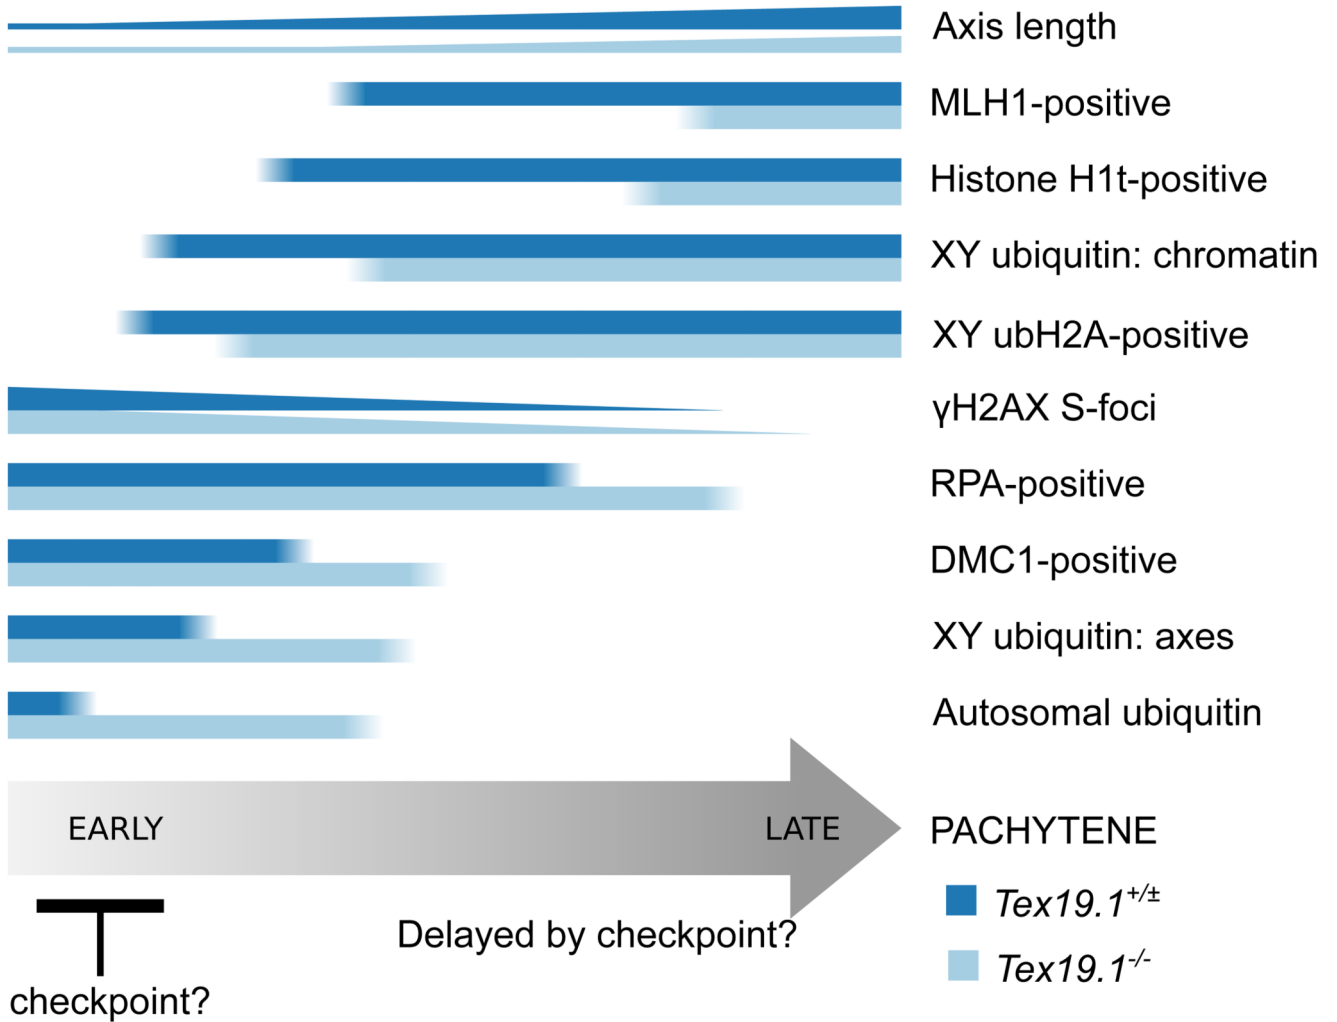 Axis length
MLH1-positive
Histone H1t-positive
XY ubiquitin: chromatin
XY ubH2A-positive
γH2AX S-foci
RPA-positive
DMC1-positive
XY ubiquitin: axes
Autosomal ubiquitin
EARLY
LATE
PACHYTENE
Tex19.1+/±
Tex19.1-/-
Delayed by checkpoint?
checkpoint?